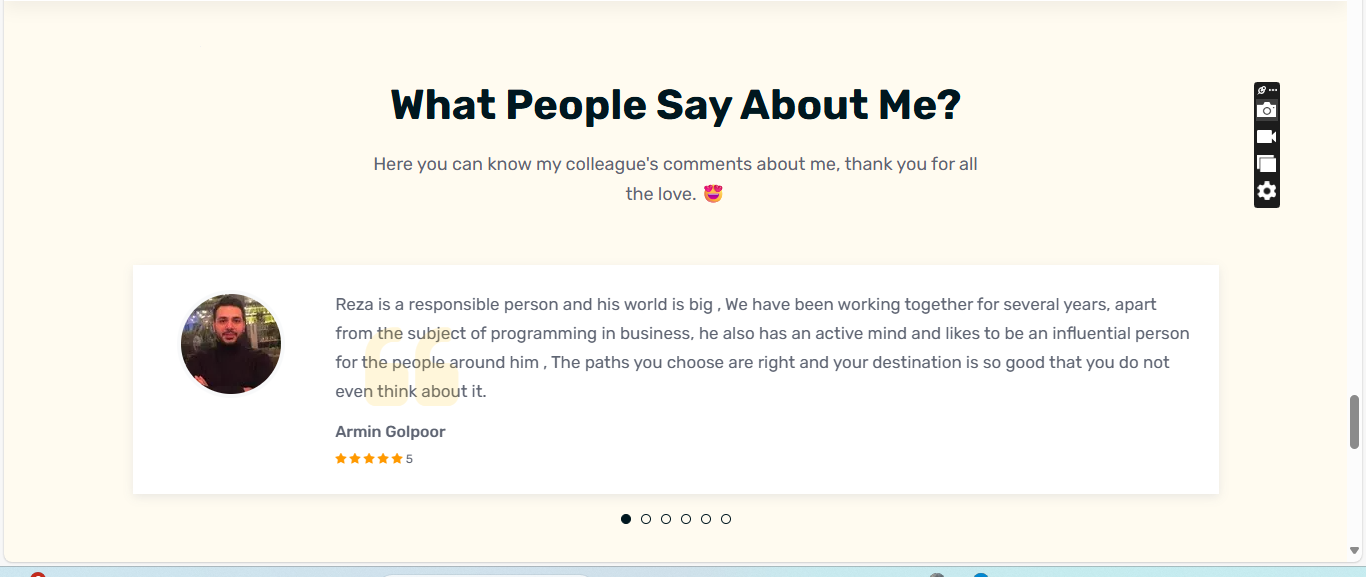 What People Say About Me?
Here you can know my colleague's comments about me, thank you for all
the love. 😍
Reza is a responsible person and his world is big , We have been working together for several years, apart
from the subject of programming in business, he also has an active mind and likes to be an influential person
for the people around him , The paths you choose are right and your destination is so good that you do not
even think about it.
Armin Golpoor
5